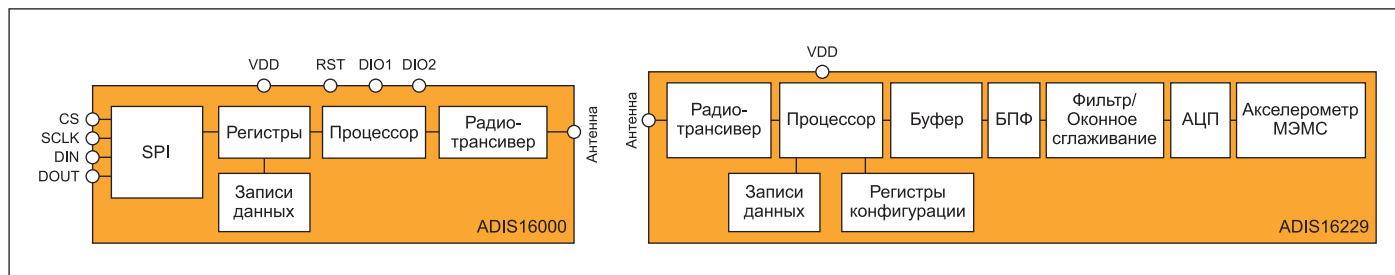 VDD
RST
DIO1
DIO2
CS
SCLK
DIN
DOUT
SPI
Регистры
Процессор
Радио-
трансивер
Антенна
Записи
данных
ADIS16000
VDD
Антенна
Радио-
трансивер
Процессор
Буфер
БПФ
Фильтр/
Оконное
сглаживание
АЦП
Акселерометр
МЭМС
Записи
данных
Регистры
конфигурации
ADIS16229